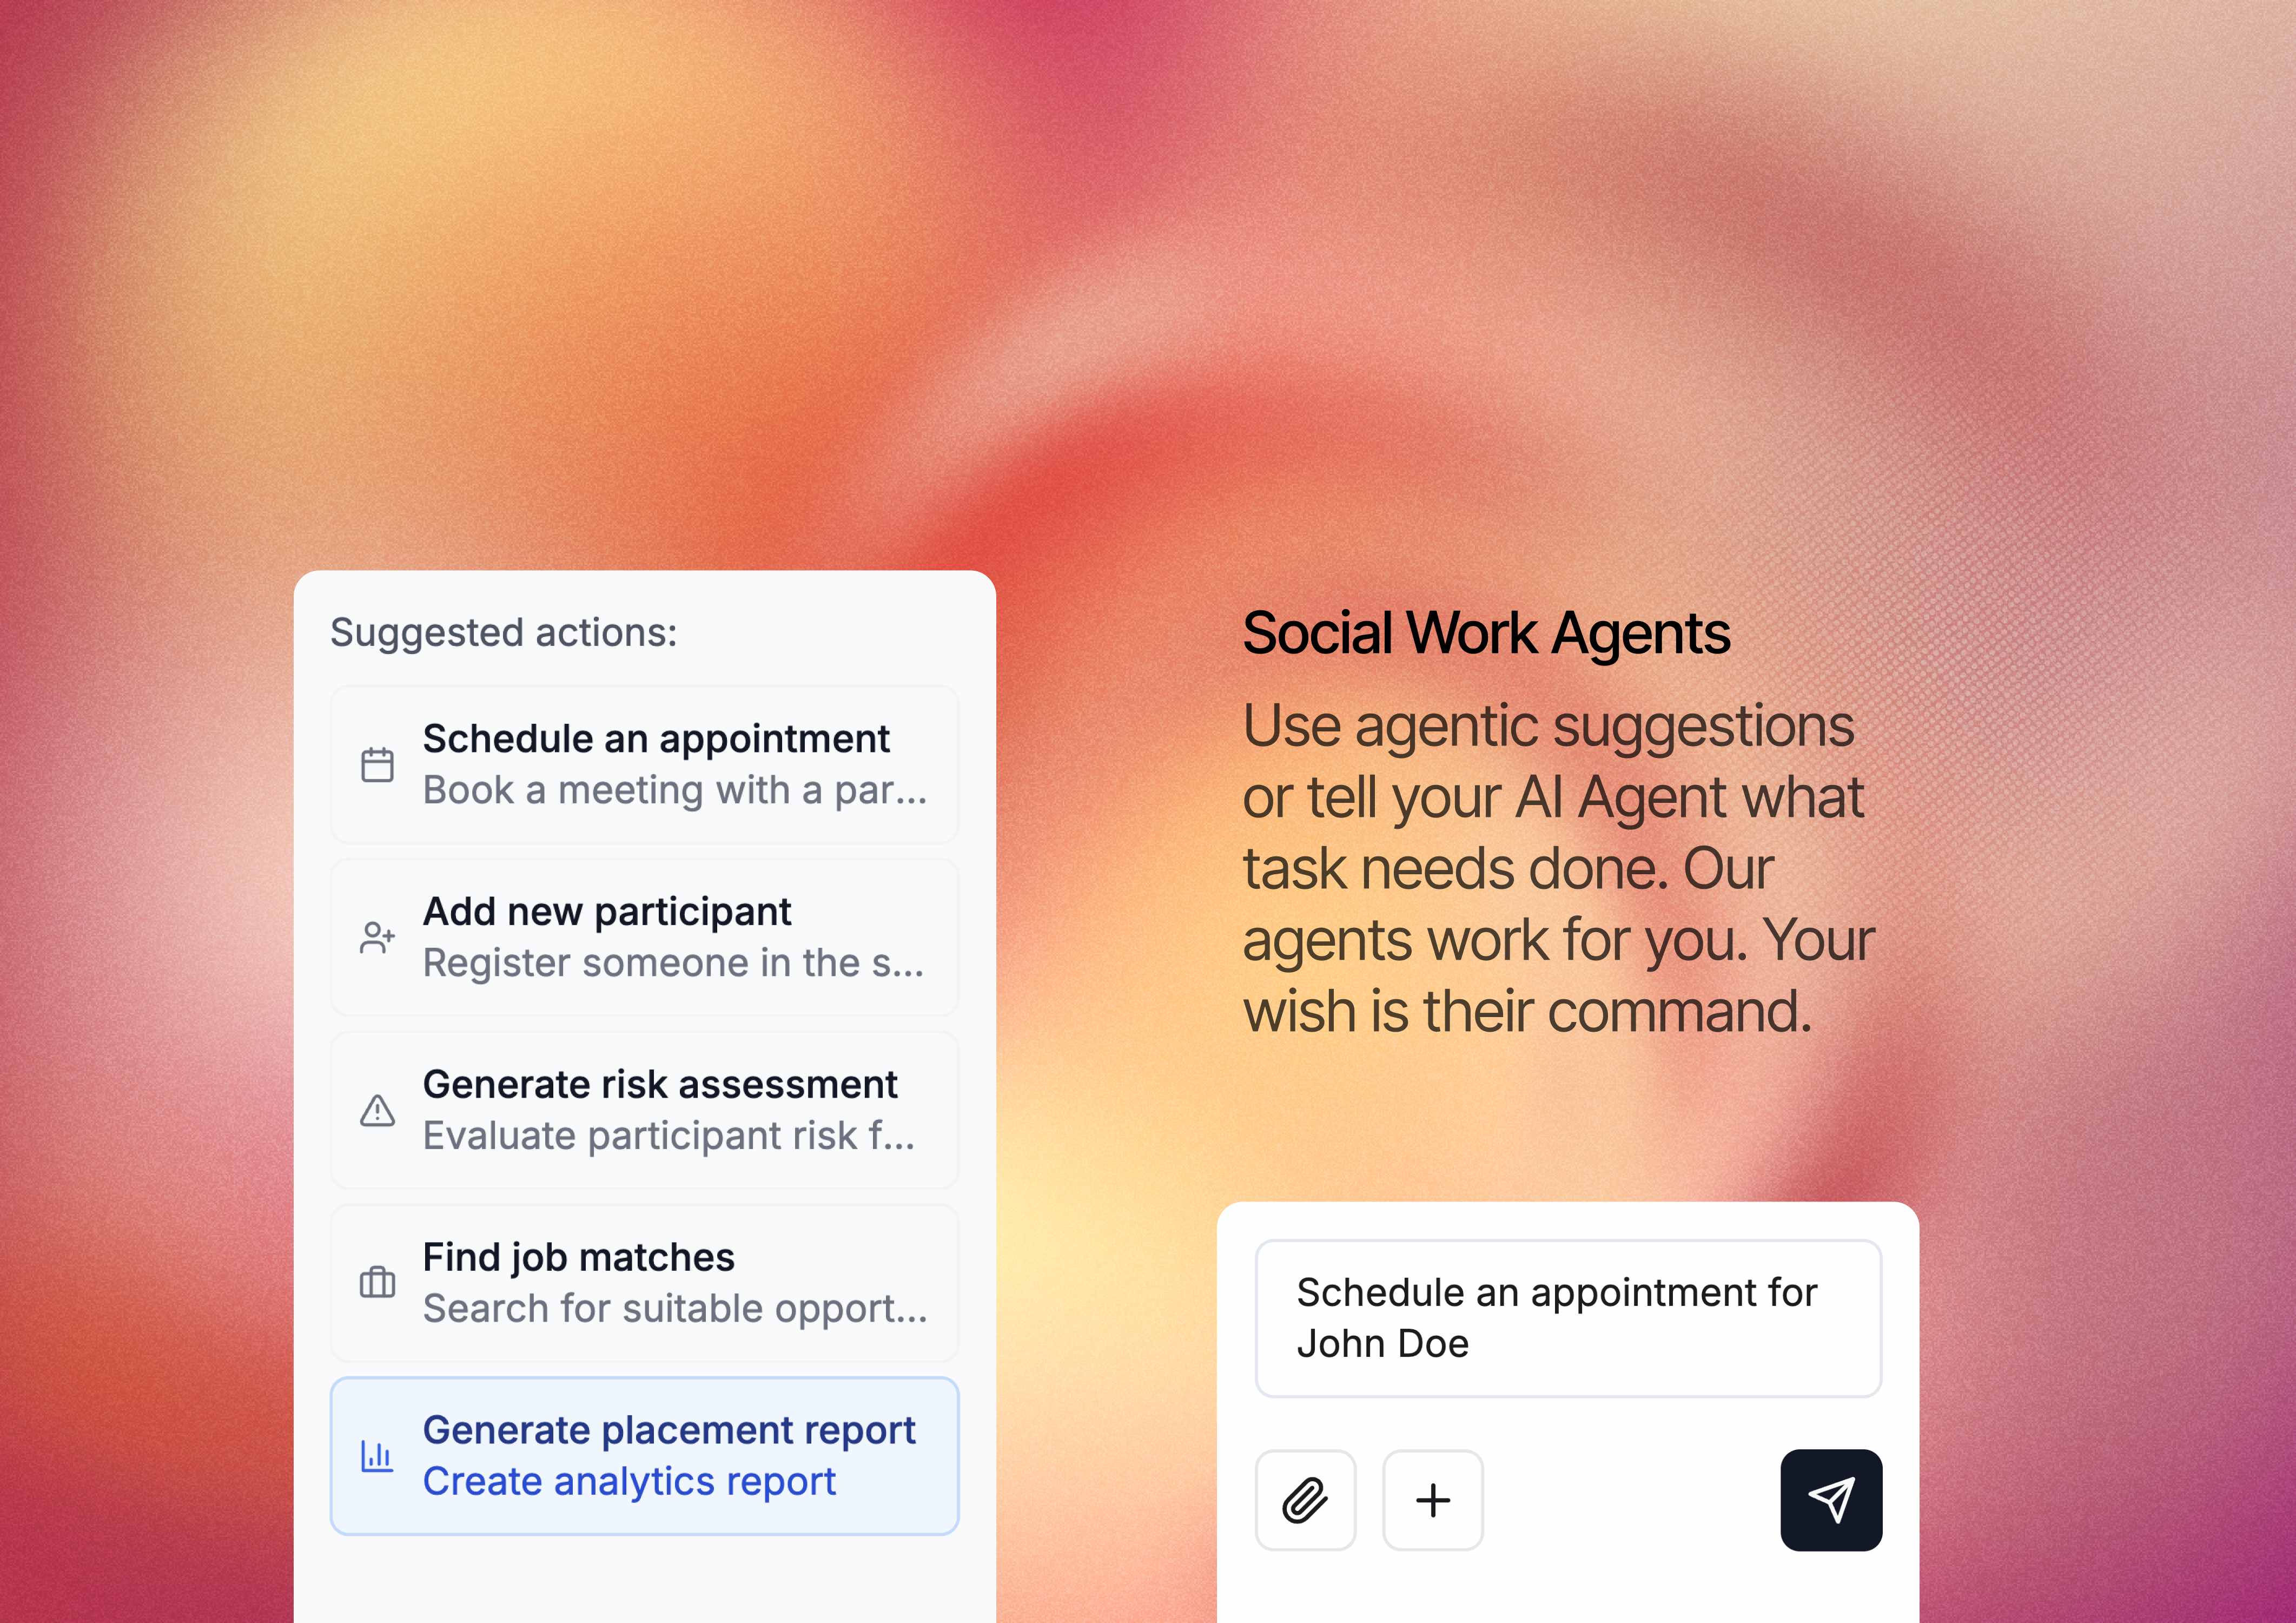 Suggested actions:
Schedule an appointment
Book a meeting with a par...
Add new participant
Register someone in the s...
Generate risk assessment
Evaluate participant risk f...
Find job matches
Search for suitable opport...
Generate placement report
Create analytics report
Social Work Agents
Use agentic suggestions
or tell your AI Agent what
task needs done. Our
agents work for you. Your
wish is their command.
Schedule an appointment for
John Doe